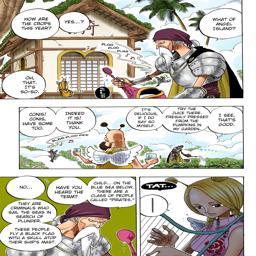 WHAT OF
ANGEL
ISLAND?
YES...?
HOW ARE
THE CROPS
THIS YEAR?
OH,
THAT.
IT'S
SO-SO.
I SEE,
THAT'S
GOOD.
TRY THE
JUICE THERE,
FRESHLY
PRESSED FROM
THE
PUMPKINS IN
MY GARDEN.
IT'S
DELICIOUS,
IF I DO
SAY SO
MYSELF.
INDEED
IT IS!
THANK
YOU.
CONIS!
CONIS,
HAVE
SOME
TOO.
TAT...
CHILD... ON THE
BLUE SEA BELOW,
THERE ARE A
CLASS OF PEOPLE
CALLED "PIRATES."
HAVE YOU
HEARD THE
TERM?
NO...
THEY ARE
CRIMINALS WHO
SAIL THE SEAS IN
SEARCH OF
PLUNDER.
THESE PEOPLE
FLY A BLACK FLAG
WITH A SKULL ATOP
THEIR SHIP'S MAST.